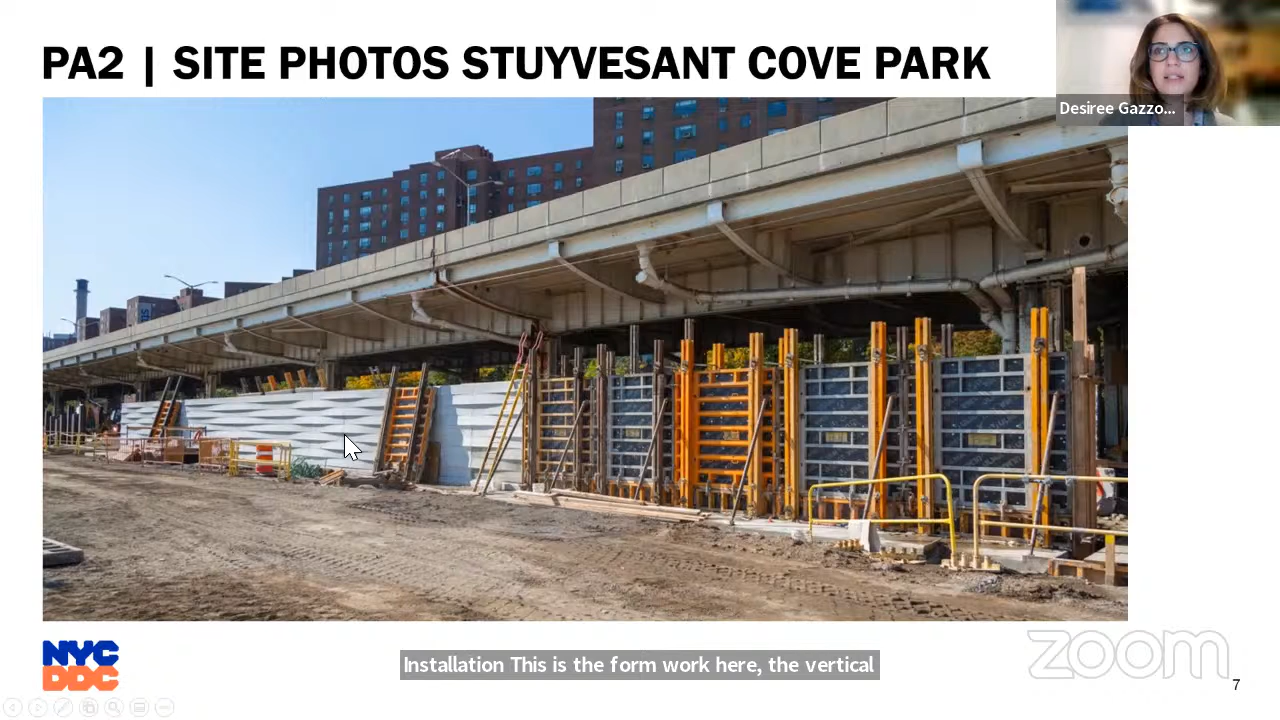 PA2 | SITE PHOTOS STUYVESANT COVE PARK
Desiree Gazzo...
NYC
DDC
Installation This is the form work here, the vertical
zoom
7